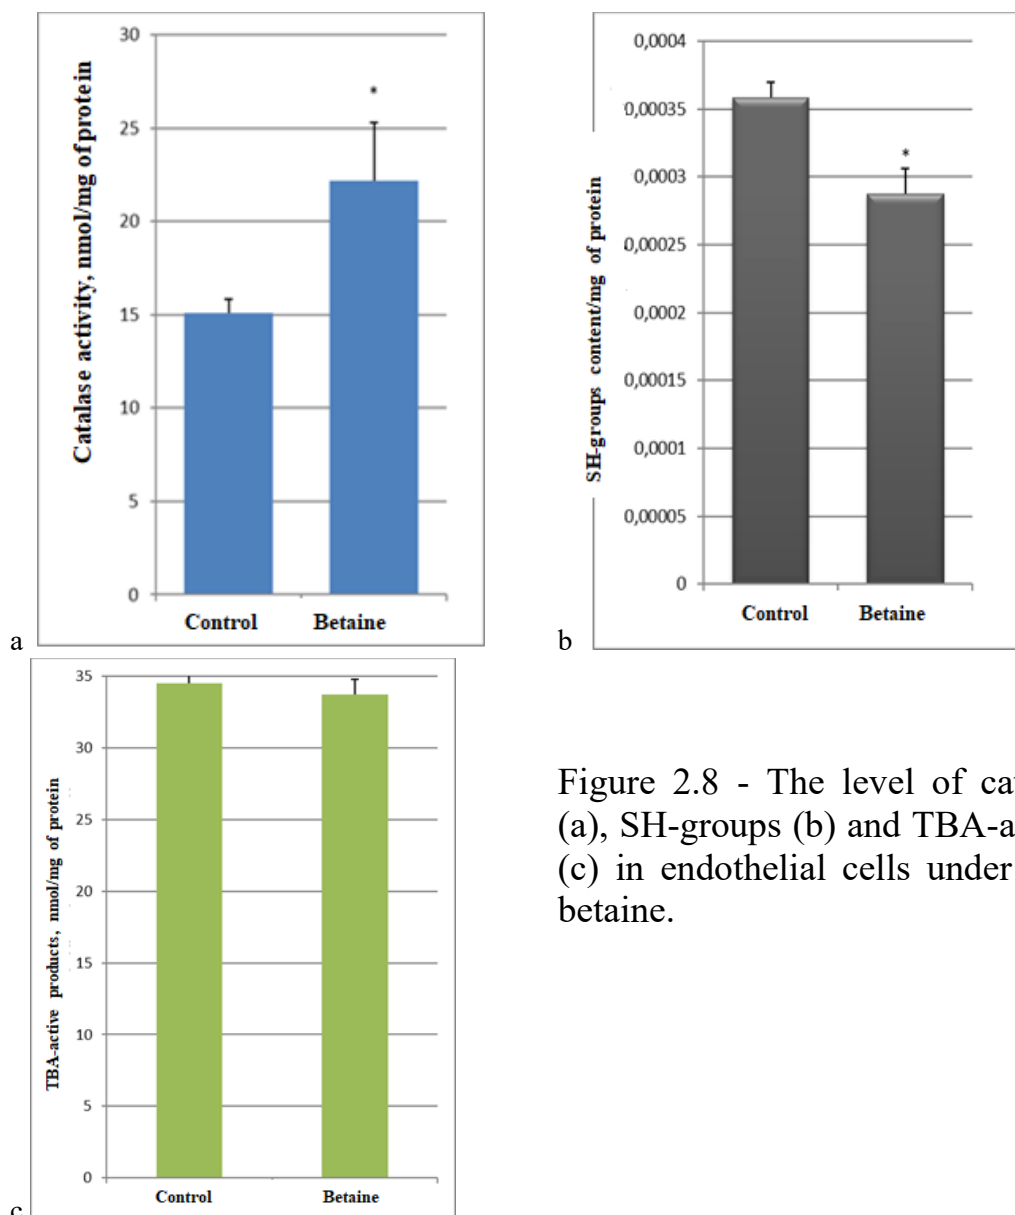 30
25
20
15
10
5
0
*
Catalase activity, nmol/mg of protein
Control Betaine
a
0,0004
0,00035
0,0003
0,00025
0,0002
0,00015
0,0001
0,00005
0
*
SH-groups content/mg of protein
Control Betaine
b
35
30
25
20
15
10
5
0
TBA-active products, nmol/mg of protein
Control Betaine
c
Figure 2.8 - The level of
(a), SH-groups (b) and
(c) in endothelial cells under
betaine.